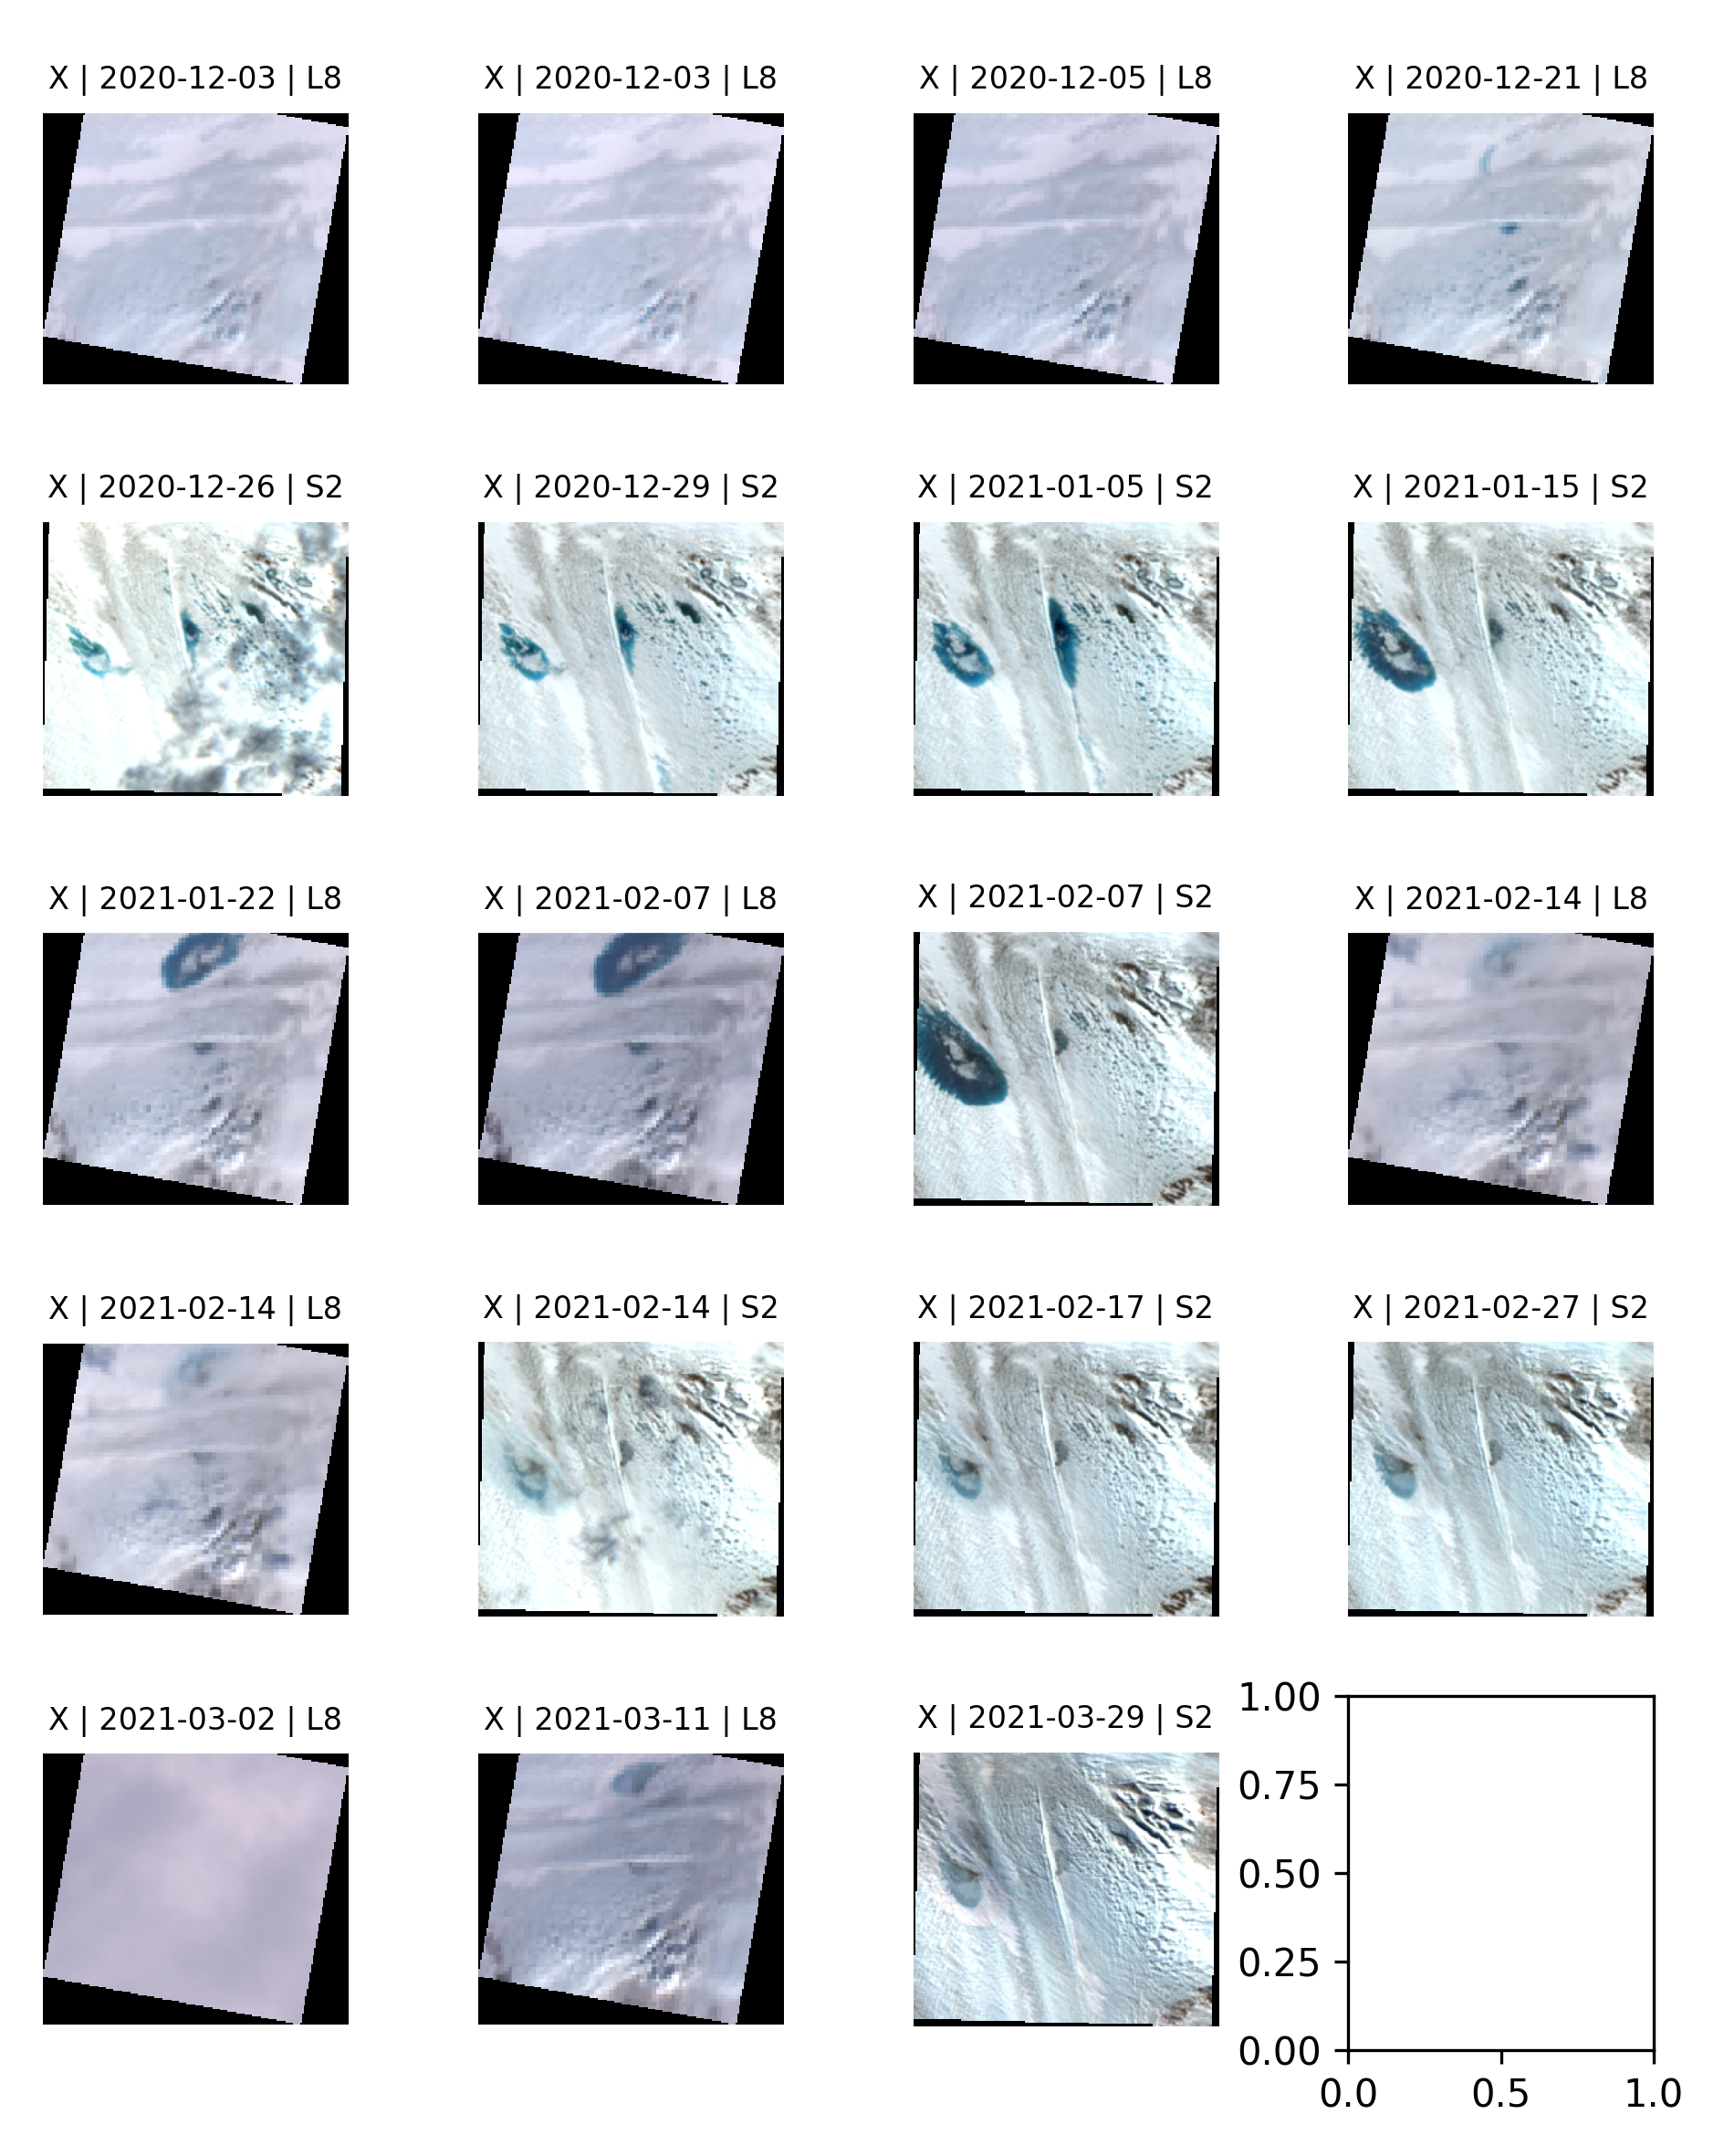 X | 2020-12-03 | L8
X | 2020-12-03 | L8
X | 2020-12-05 | L8
X | 2020-12-21 | L8
X | 2020-12-26 | S2
X | 2020-12-29 | S2
X | 2021-01-05 | S2
X | 2021-01-15 | S2
X | 2021-01-22 | L8
X | 2021-02-07 | L8
X | 2021-02-07 | S2
X | 2021-02-14 | L8
X | 2021-02-14 | L8
X | 2021-02-14 | S2
X | 2021-02-17 | S2
X | 2021-02-27 | S2
X | 2021-03-02 | L8
X | 2021-03-11 | L8
X | 2021-03-29 | S2
1.00
0.75
0.50
0.25
0.00
0.0 0.5 1.0